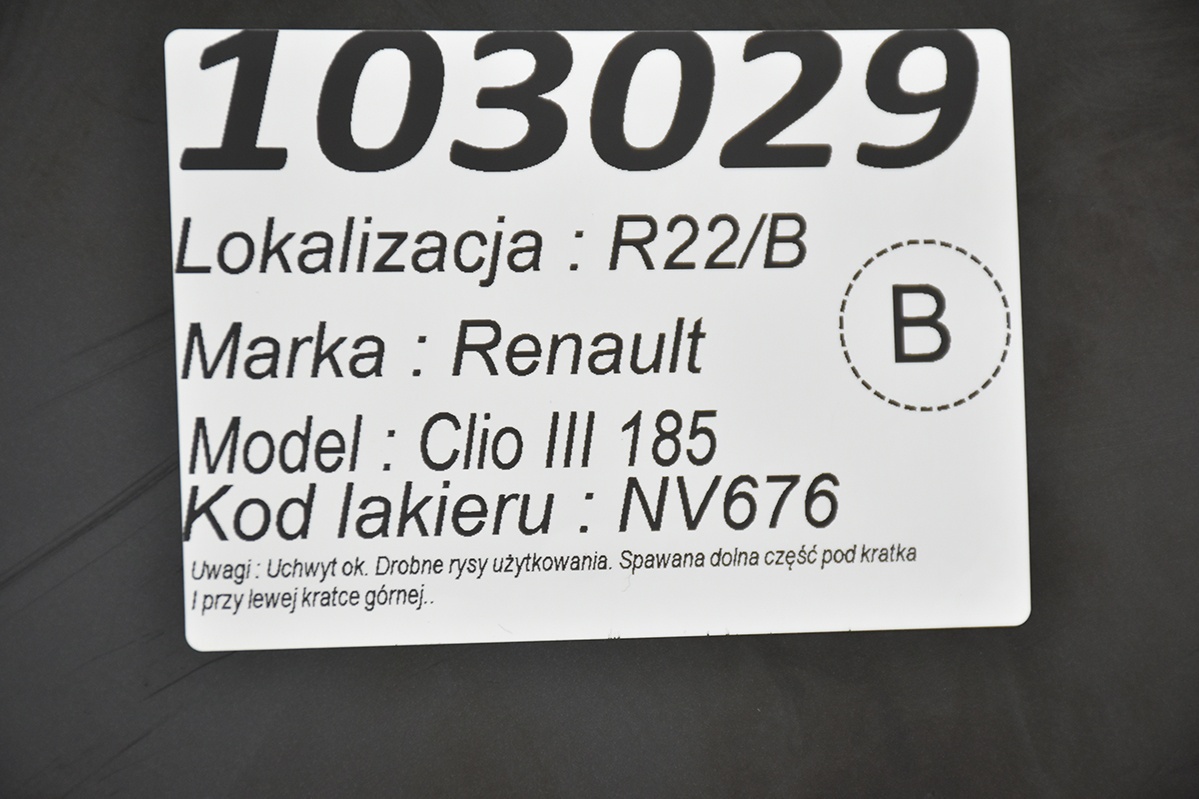 103029
Lokalizacja : R22/B
B
Marka : Renault
Model : Clio III 185
Kod lakieru : NV676
Uwagi : Uchwyt ok. Drobne rysy użytkowania. Spawana dolna część pod kratka
I przy lewej kratce górnej..